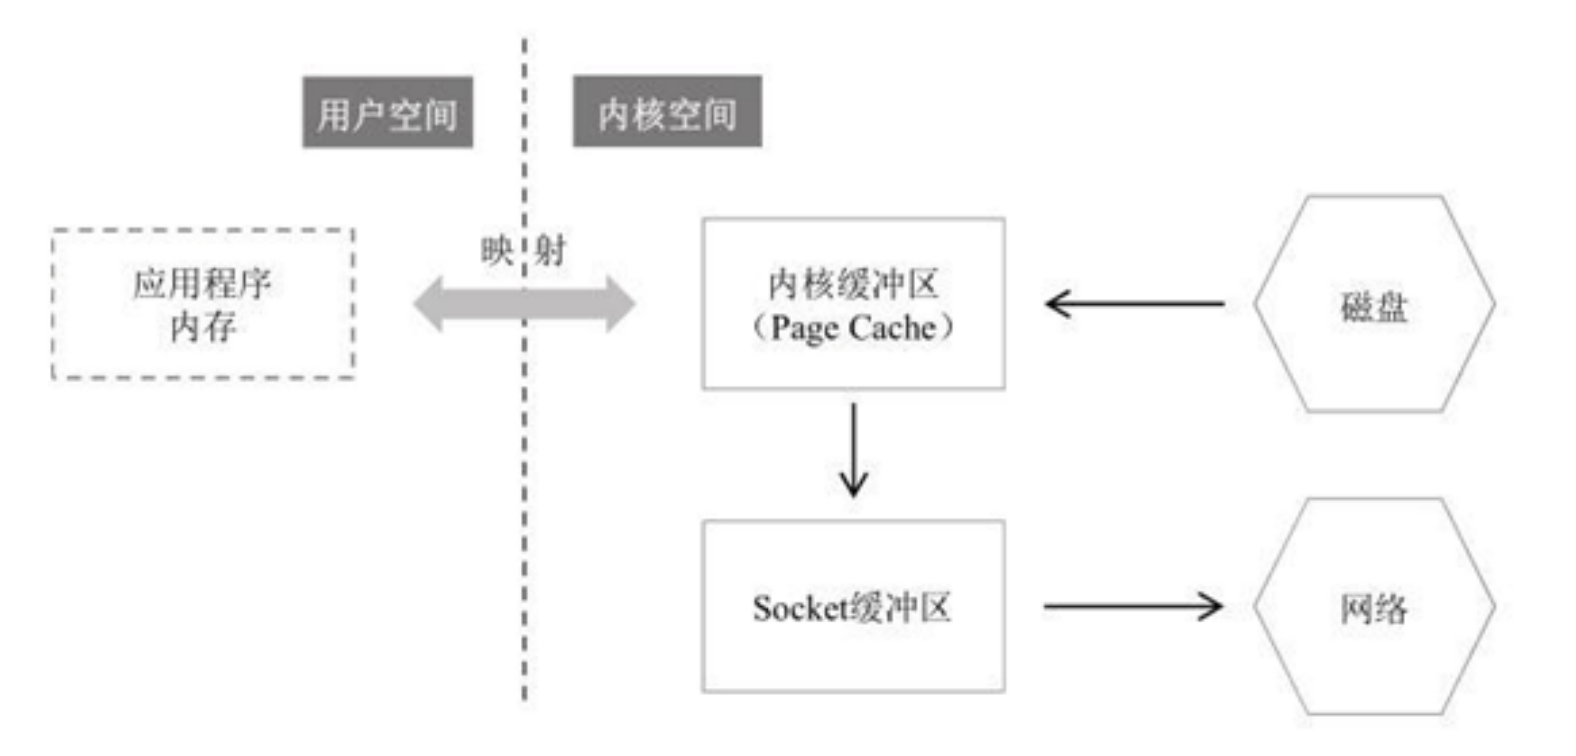 用户空间
内核空间
映射
应用程序
内存
内核缓冲区
（Page Cache）
磁盘
Socket缓冲区
网络